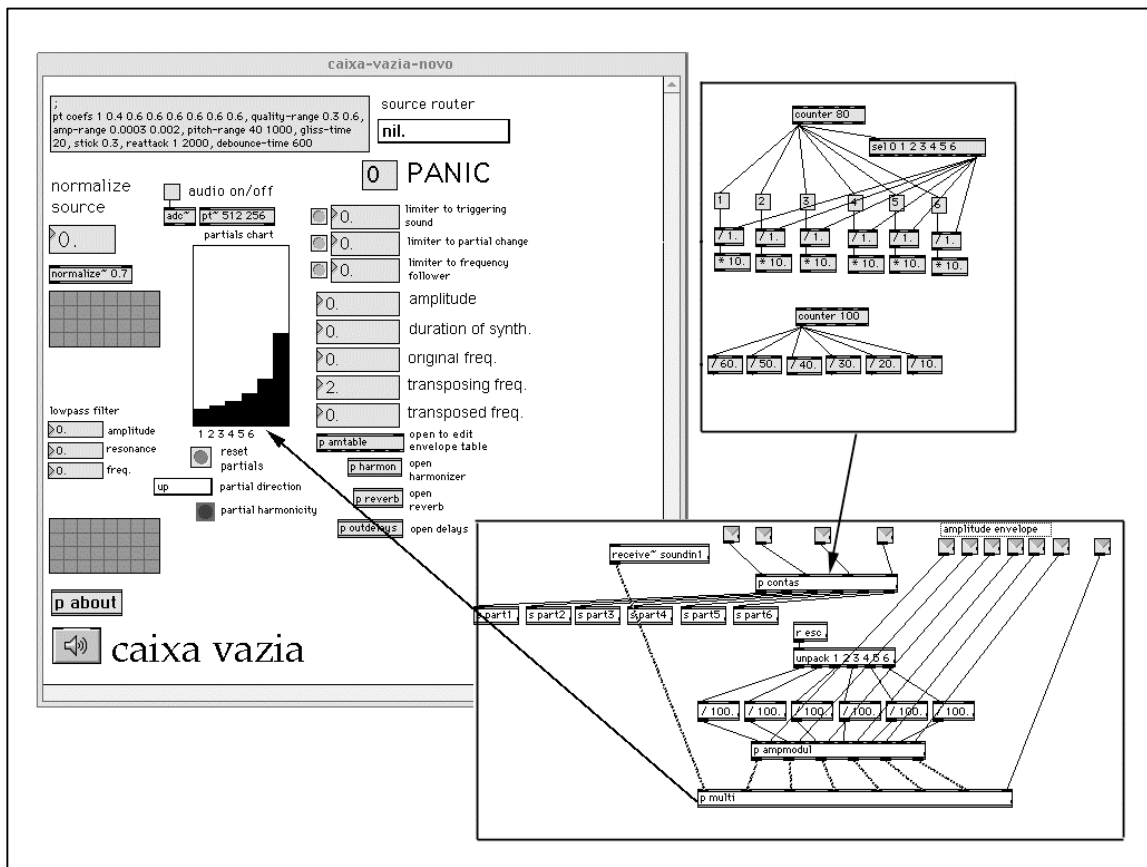 caixa-vazia-novo
;
pt coefs 1 0.4 0.6 0.6 0.6 0.6 0.6 0.6, quality-range 0.3 0.6,
amp-range 0.0003 0.002, pitch-range 40 1000, gliss-time
20, stick 0.3, reattack 1 2000, debounce-time 600
source router
nil.
0 PANIC
normalize
source
0.
normalize~ 0.7
audio on/off
adc~ pt~ 512 256
partials chart
0. limiter to triggering
sound
0. limiter to partial change
0. limiter to frequency
follower
0. amplitude
0. duration of synth.
0. original freq.
2. transposing freq.
0. transposed freq.
p amtable open to edit
envelope table
p harmon open
harmonizer
p reverb open
reverb
p outdelays open delays
lowpass filter
0. amplitude
0. resonance
0. freq.
1 2 3 4 5 6
reset
partials
up partial direction
partial harmonicity
p about
caixa vazia
counter 80
sel 0 1 2 3 4 5 6
1 2 3 4 5 6
/ 1. / 1. / 1. / 1. / 1. / 1.
* 10. * 10. * 10. * 10. * 10. * 10.
counter 100
/ 60. / 50. / 40. / 30. / 20. / 10.
amplitude envelope
receive~ soundin1
p contas
s part1 s part2 s part3 s part4 s part5 s part6
r esc
unpack 1 2 3 4 5 6
/ 100. / 100. / 100. / 100. / 100. / 100.
p ampmodul
p multi